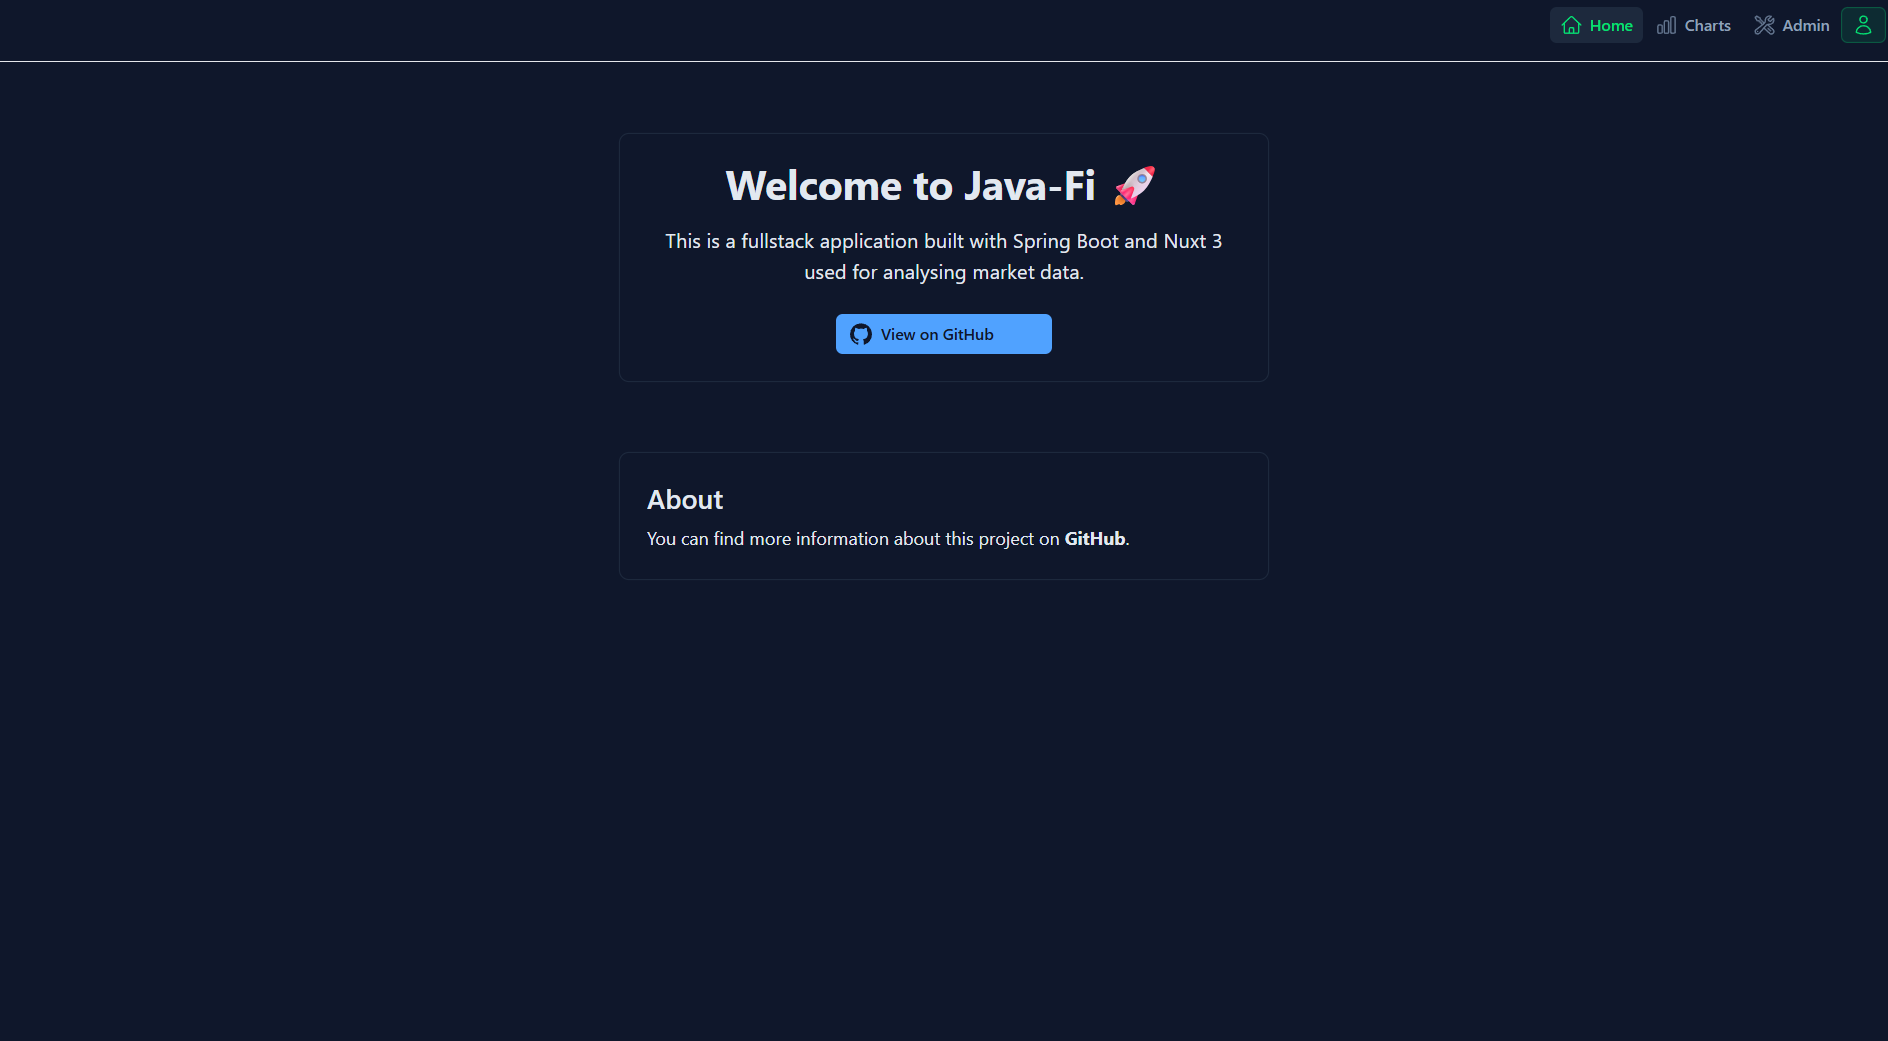 Home Charts Admin
Welcome to Java-Fi 🚀
This is a fullstack application built with Spring Boot and Nuxt 3
used for analysing market data.
View on GitHub
About
You can find more information about this project on GitHub.